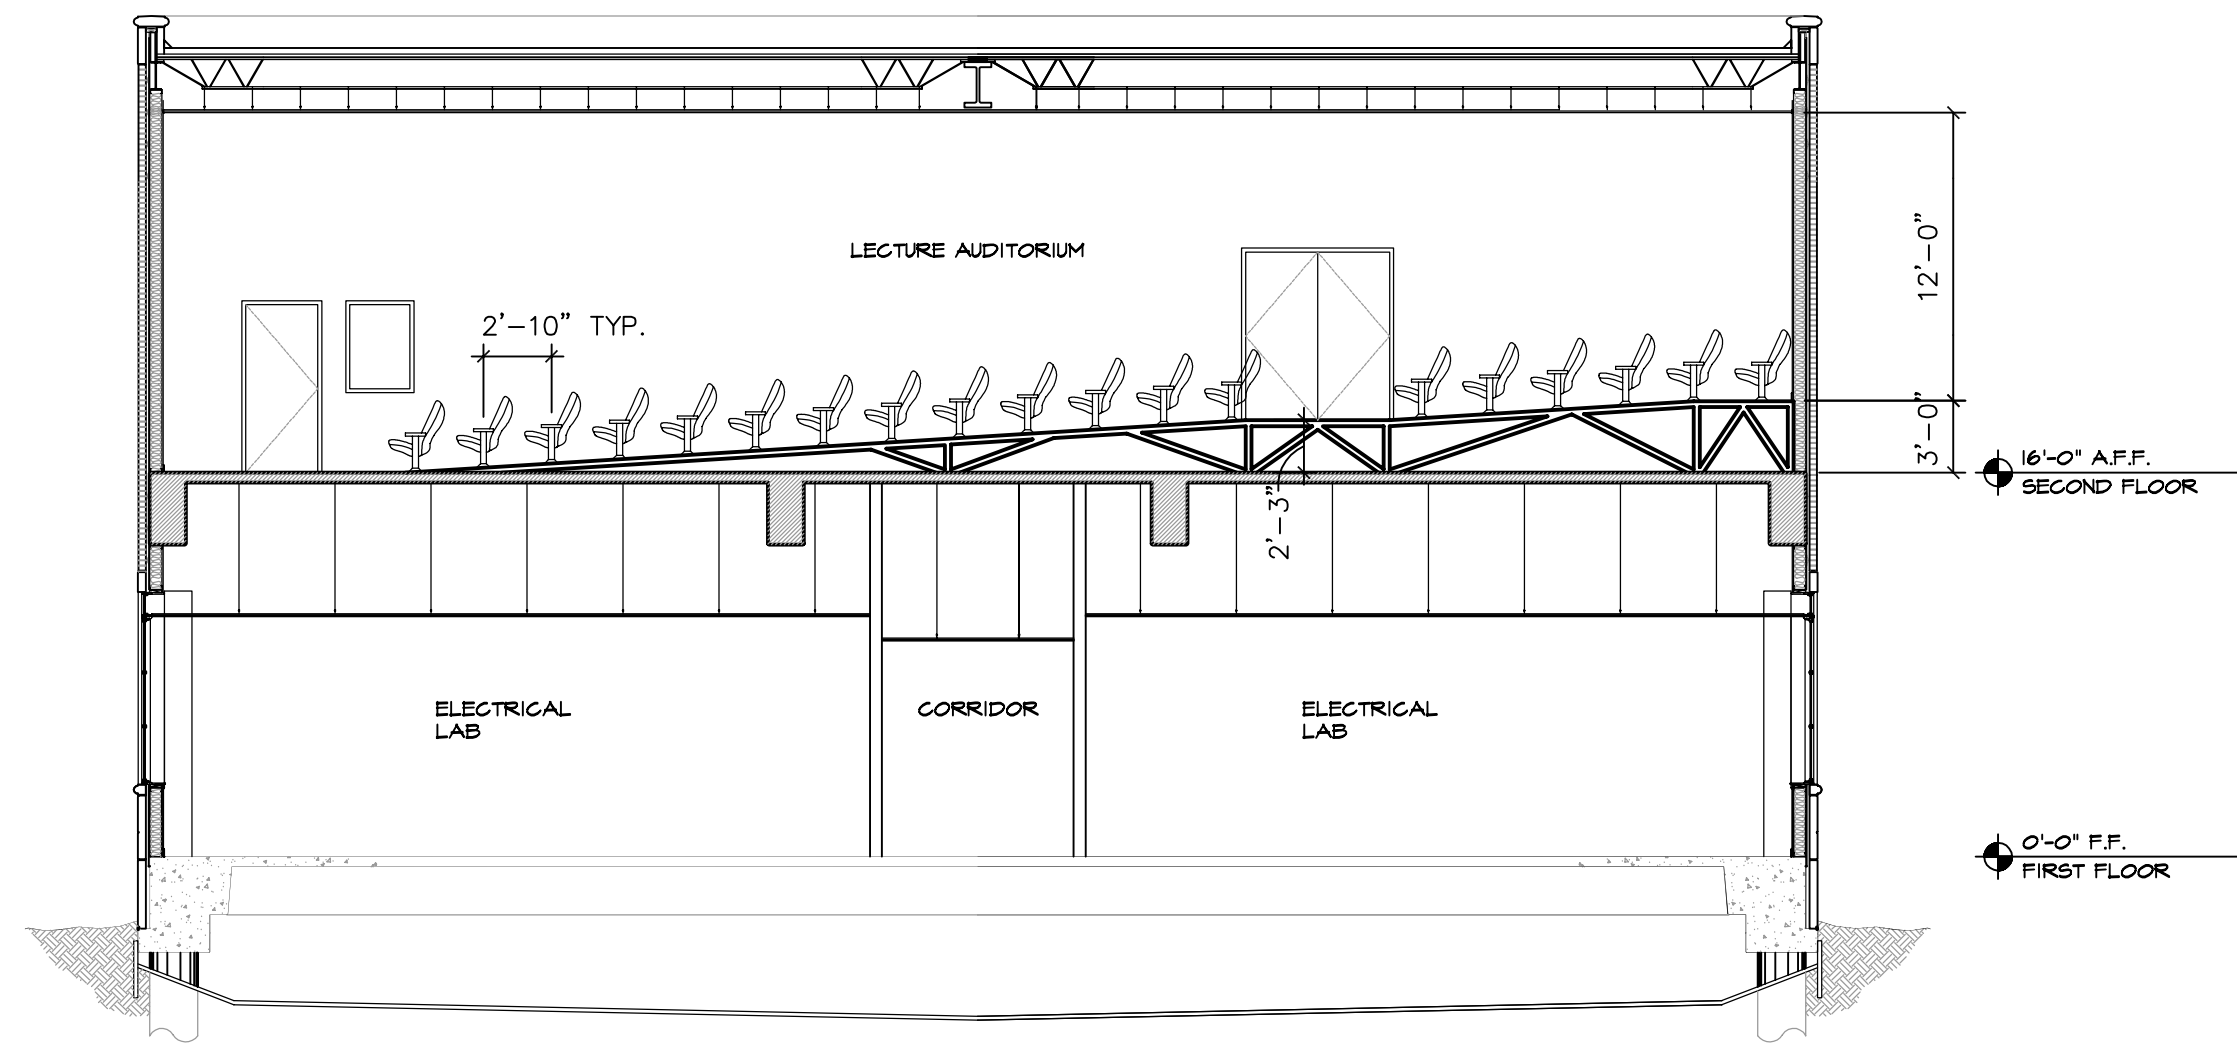 LECTURE AUDITORIUM
12'-0"
2'-10" TYP.
3'-0"
16'-0" A.F.F.
SECOND FLOOR
2'-3"
ELECTRICAL
LAB
CORRIDOR
ELECTRICAL
LAB
0'-0" F.F.
FIRST FLOOR